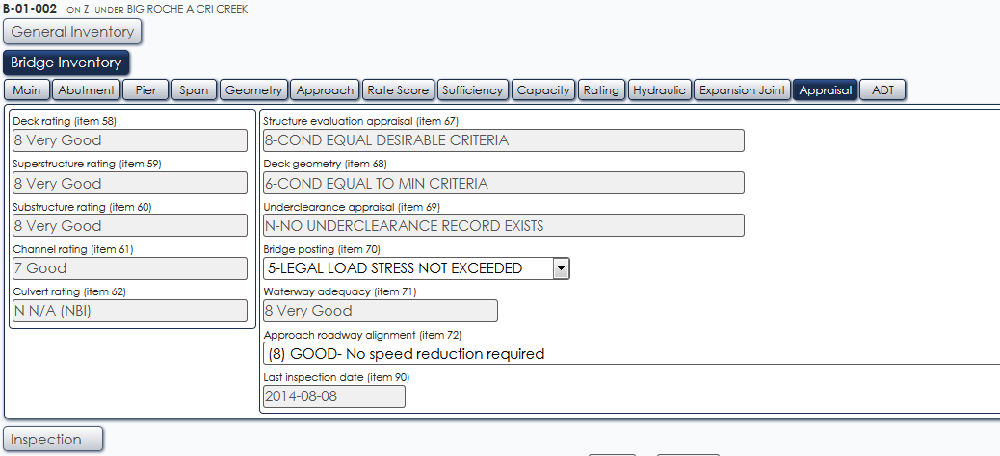 B-01-002 ON Z UNDER BIG ROCHE A CRI CREEK
General Inventory
Bridge Inventory
Main Abutment Pier Span Geometry Approach Rate Score Sufficiency Capacity Rating Hydraulic Expansion Joint Appraisal ADT
Deck rating (item 58)
8 Very Good
Superstructure rating (item 59)
8 Very Good
Substructure rating (item 60)
8 Very Good
Channel rating (item 61)
7 Good
Culvert rating (item 62)
N N/A (NBI)
Structure evaluation appraisal (item 67)
8-COND EQUAL DESIRABLE CRITERIA
Deck geometry (item 68)
6-COND EQUAL TO MIN CRITERIA
Underclearance appraisal (item 69)
N-NO UNDERCLEARANCE RECORD EXISTS
Bridge posting (item 70)
5-LEGAL LOAD STRESS NOT EXCEEDED
Waterway adequacy (item 71)
8 Very Good
Approach roadway alignment (item 72)
(8) GOOD- No speed reduction required
Last inspection date (item 90)
2014-08-08
Inspection